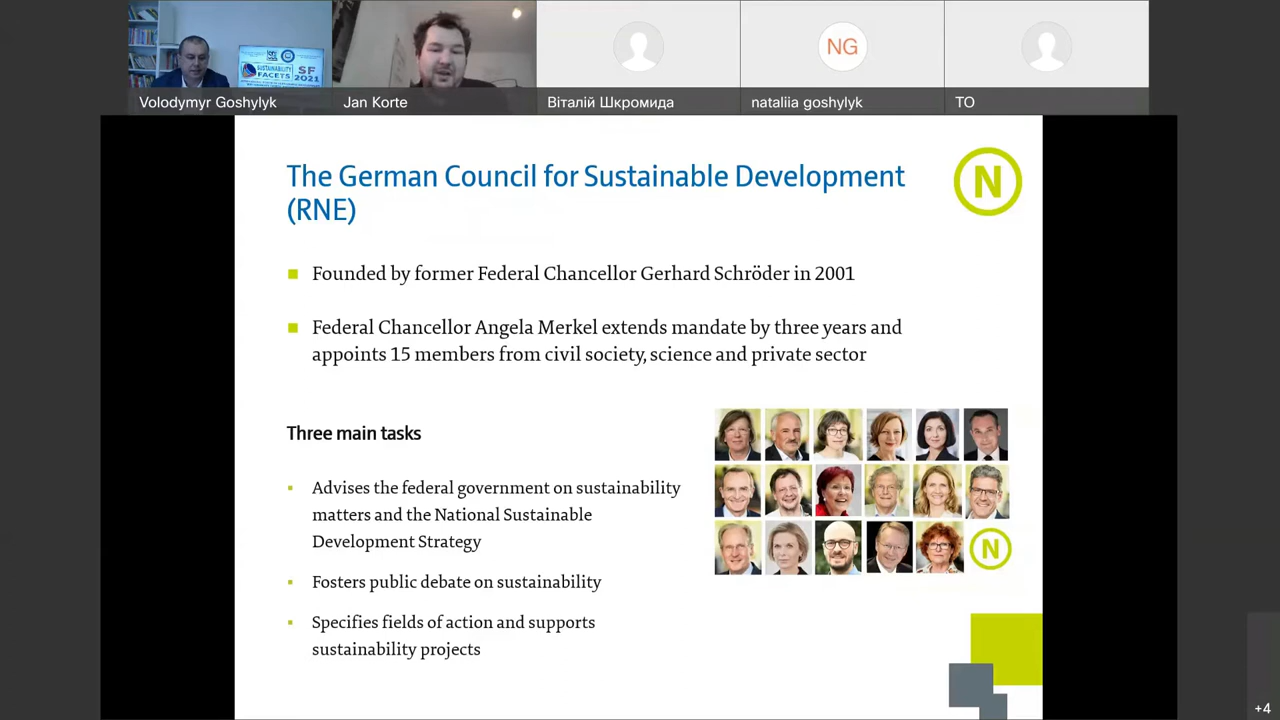 SUSTAINABILITY
FACETS
SF
2021
Volodymyr Goshylyk
Jan Korte
Віталій Шкромида
NG
nataliia goshylyk
TO
The German Council for Sustainable Development
(RNE)
N
Founded by former Federal Chancellor Gerhard Schröder in 2001
Federal Chancellor Angela Merkel extends mandate by three years and
appoints 15 members from civil society, science and private sector
Three main tasks
Advises the federal government on sustainability
matters and the National Sustainable
Development Strategy
Fosters public debate on sustainability
Specifies fields of action and supports
sustainability projects
N
+4